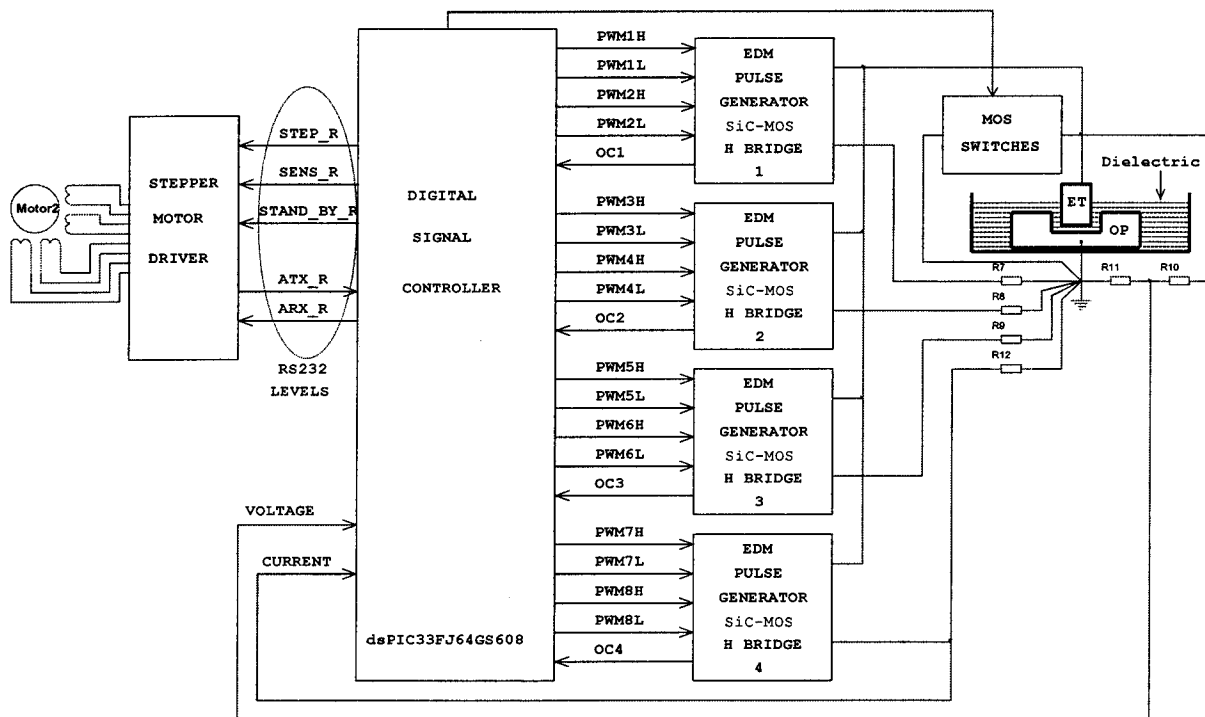 PWM1H
PWM1L
PWM2H
PWM2L
OC1
EDM
PULSE
GENERATOR
SiC-MOS
H BRIDGE
1
MOS
SWITCHES
Dielectric
ET
OP
STEP_R
SENS_R
STAND_BY_R
ATX_R
ARX_R
RS232
LEVELS
Motor2
STEPPER
MOTOR
DRIVER
DIGITAL
SIGNAL
CONTROLLER
dsPIC33FJ64GS608
PWM3H
PWM3L
PWM4H
PWM4L
OC2
EDM
PULSE
GENERATOR
SiC-MOS
H BRIDGE
2
R7
R8
R9
R12
R11
R10
PWM5H
PWM5L
PWM6H
PWM6L
OC3
EDM
PULSE
GENERATOR
SiC-MOS
H BRIDGE
3
VOLTAGE
CURRENT
PWM7H
PWM7L
PWM8H
PWM8L
OC4
EDM
PULSE
GENERATOR
SiC-MOS
H BRIDGE
4